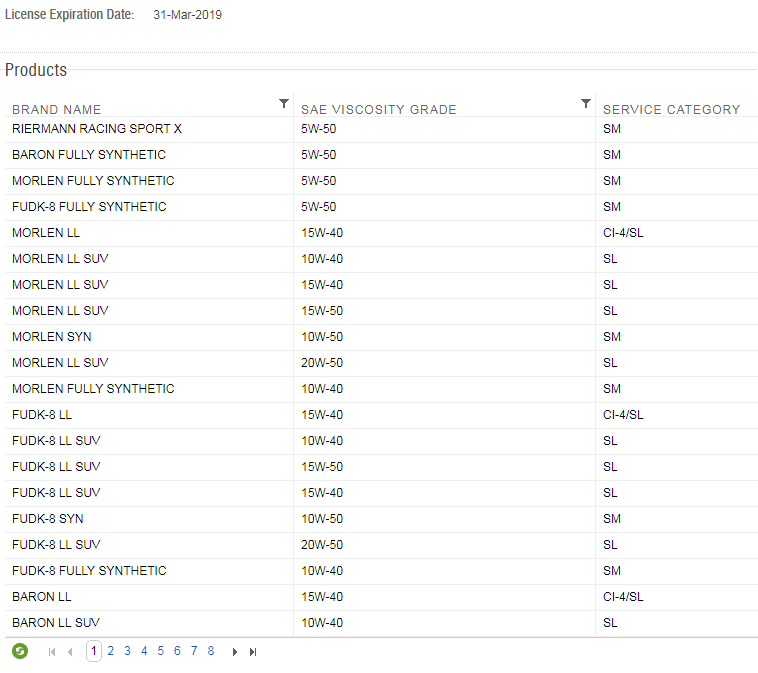 License Expiration Date: 31-Mar-2019
Products
BRAND NAME SAE VISCOSITY GRADE SERVICE CATEGORY
RIERMANN RACING SPORT X 5W-50 SM
BARON FULLY SYNTHETIC 5W-50 SM
MORLEN FULLY SYNTHETIC 5W-50 SM
FUDK-8 FULLY SYNTHETIC 5W-50 SM
MORLEN LL 15W-40 CI-4/SL
MORLEN LL SUV 10W-40 SL
MORLEN LL SUV 15W-40 SL
MORLEN LL SUV 15W-50 SL
MORLEN SYN 10W-50 SM
MORLEN LL SUV 20W-50 SL
MORLEN FULLY SYNTHETIC 10W-40 SM
FUDK-8 LL 15W-40 CI-4/SL
FUDK-8 LL SUV 10W-40 SL
FUDK-8 LL SUV 15W-50 SL
FUDK-8 LL SUV 15W-40 SL
FUDK-8 SYN 10W-50 SM
FUDK-8 LL SUV 20W-50 SL
FUDK-8 FULLY SYNTHETIC 10W-40 SM
BARON LL 15W-40 CI-4/SL
BARON LL SUV 10W-40 SL
1 2 3 4 5 6 7 8